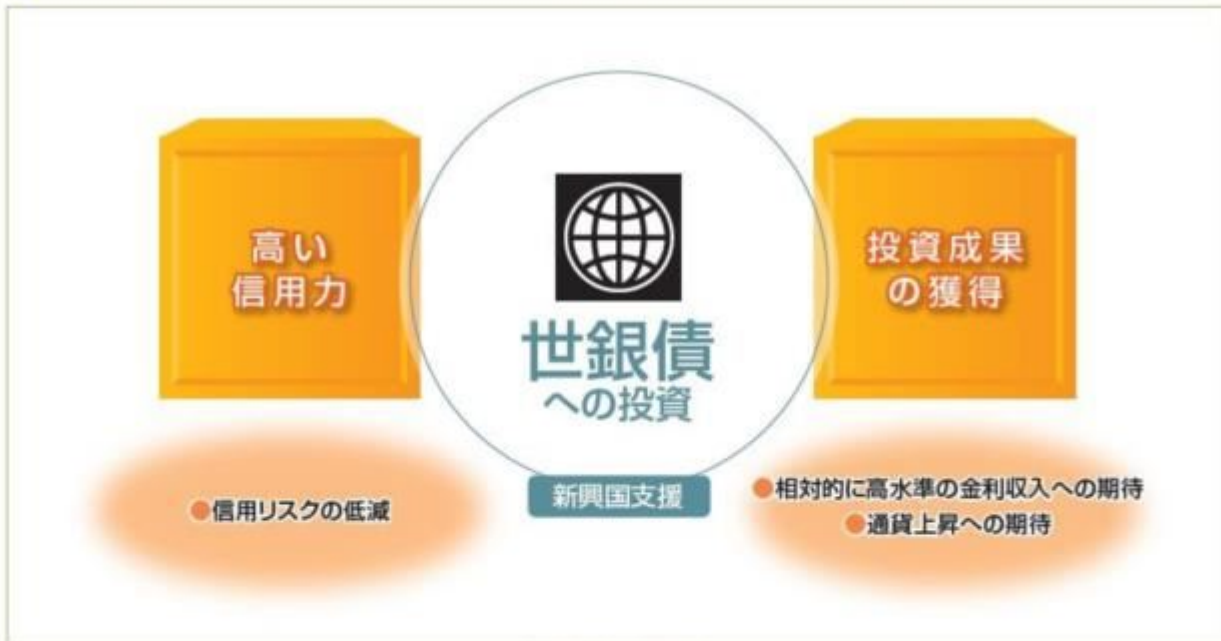 高い
信用力
世銀債
への投資
新興国支援
投資成果
の獲得
●信用リスクの低減
●相対的に高水準の金利収入への期待
●通貨上昇への期待